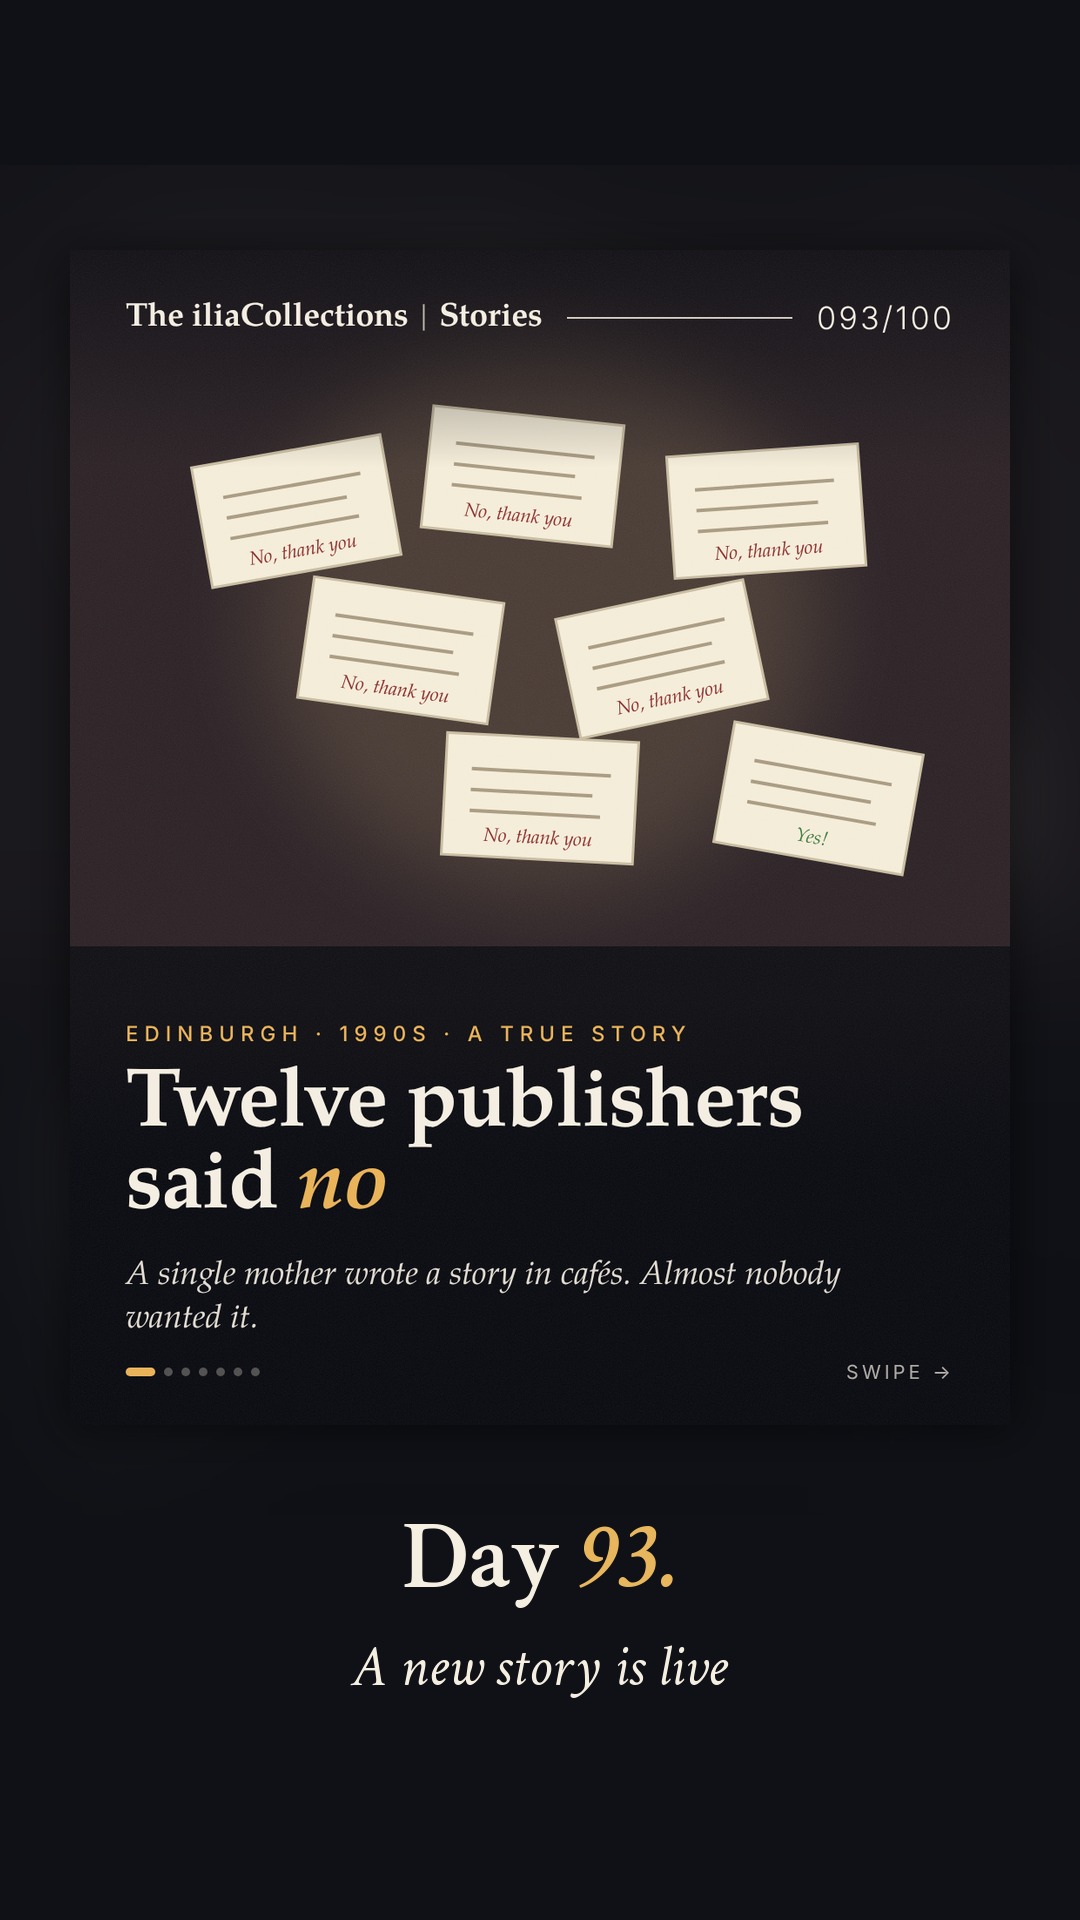 The iliaCollections | Stories 093/100
No, thank you
No, thank you
No, thank you
No, thank you
No, thank you
No, thank you
Yes!
EDINBURGH · 1990S · A TRUE STORY
Twelve publishers
said no
A single mother wrote a story in cafés. Almost nobody
wanted it.
SWIPE →
Day 93.
A new story is live